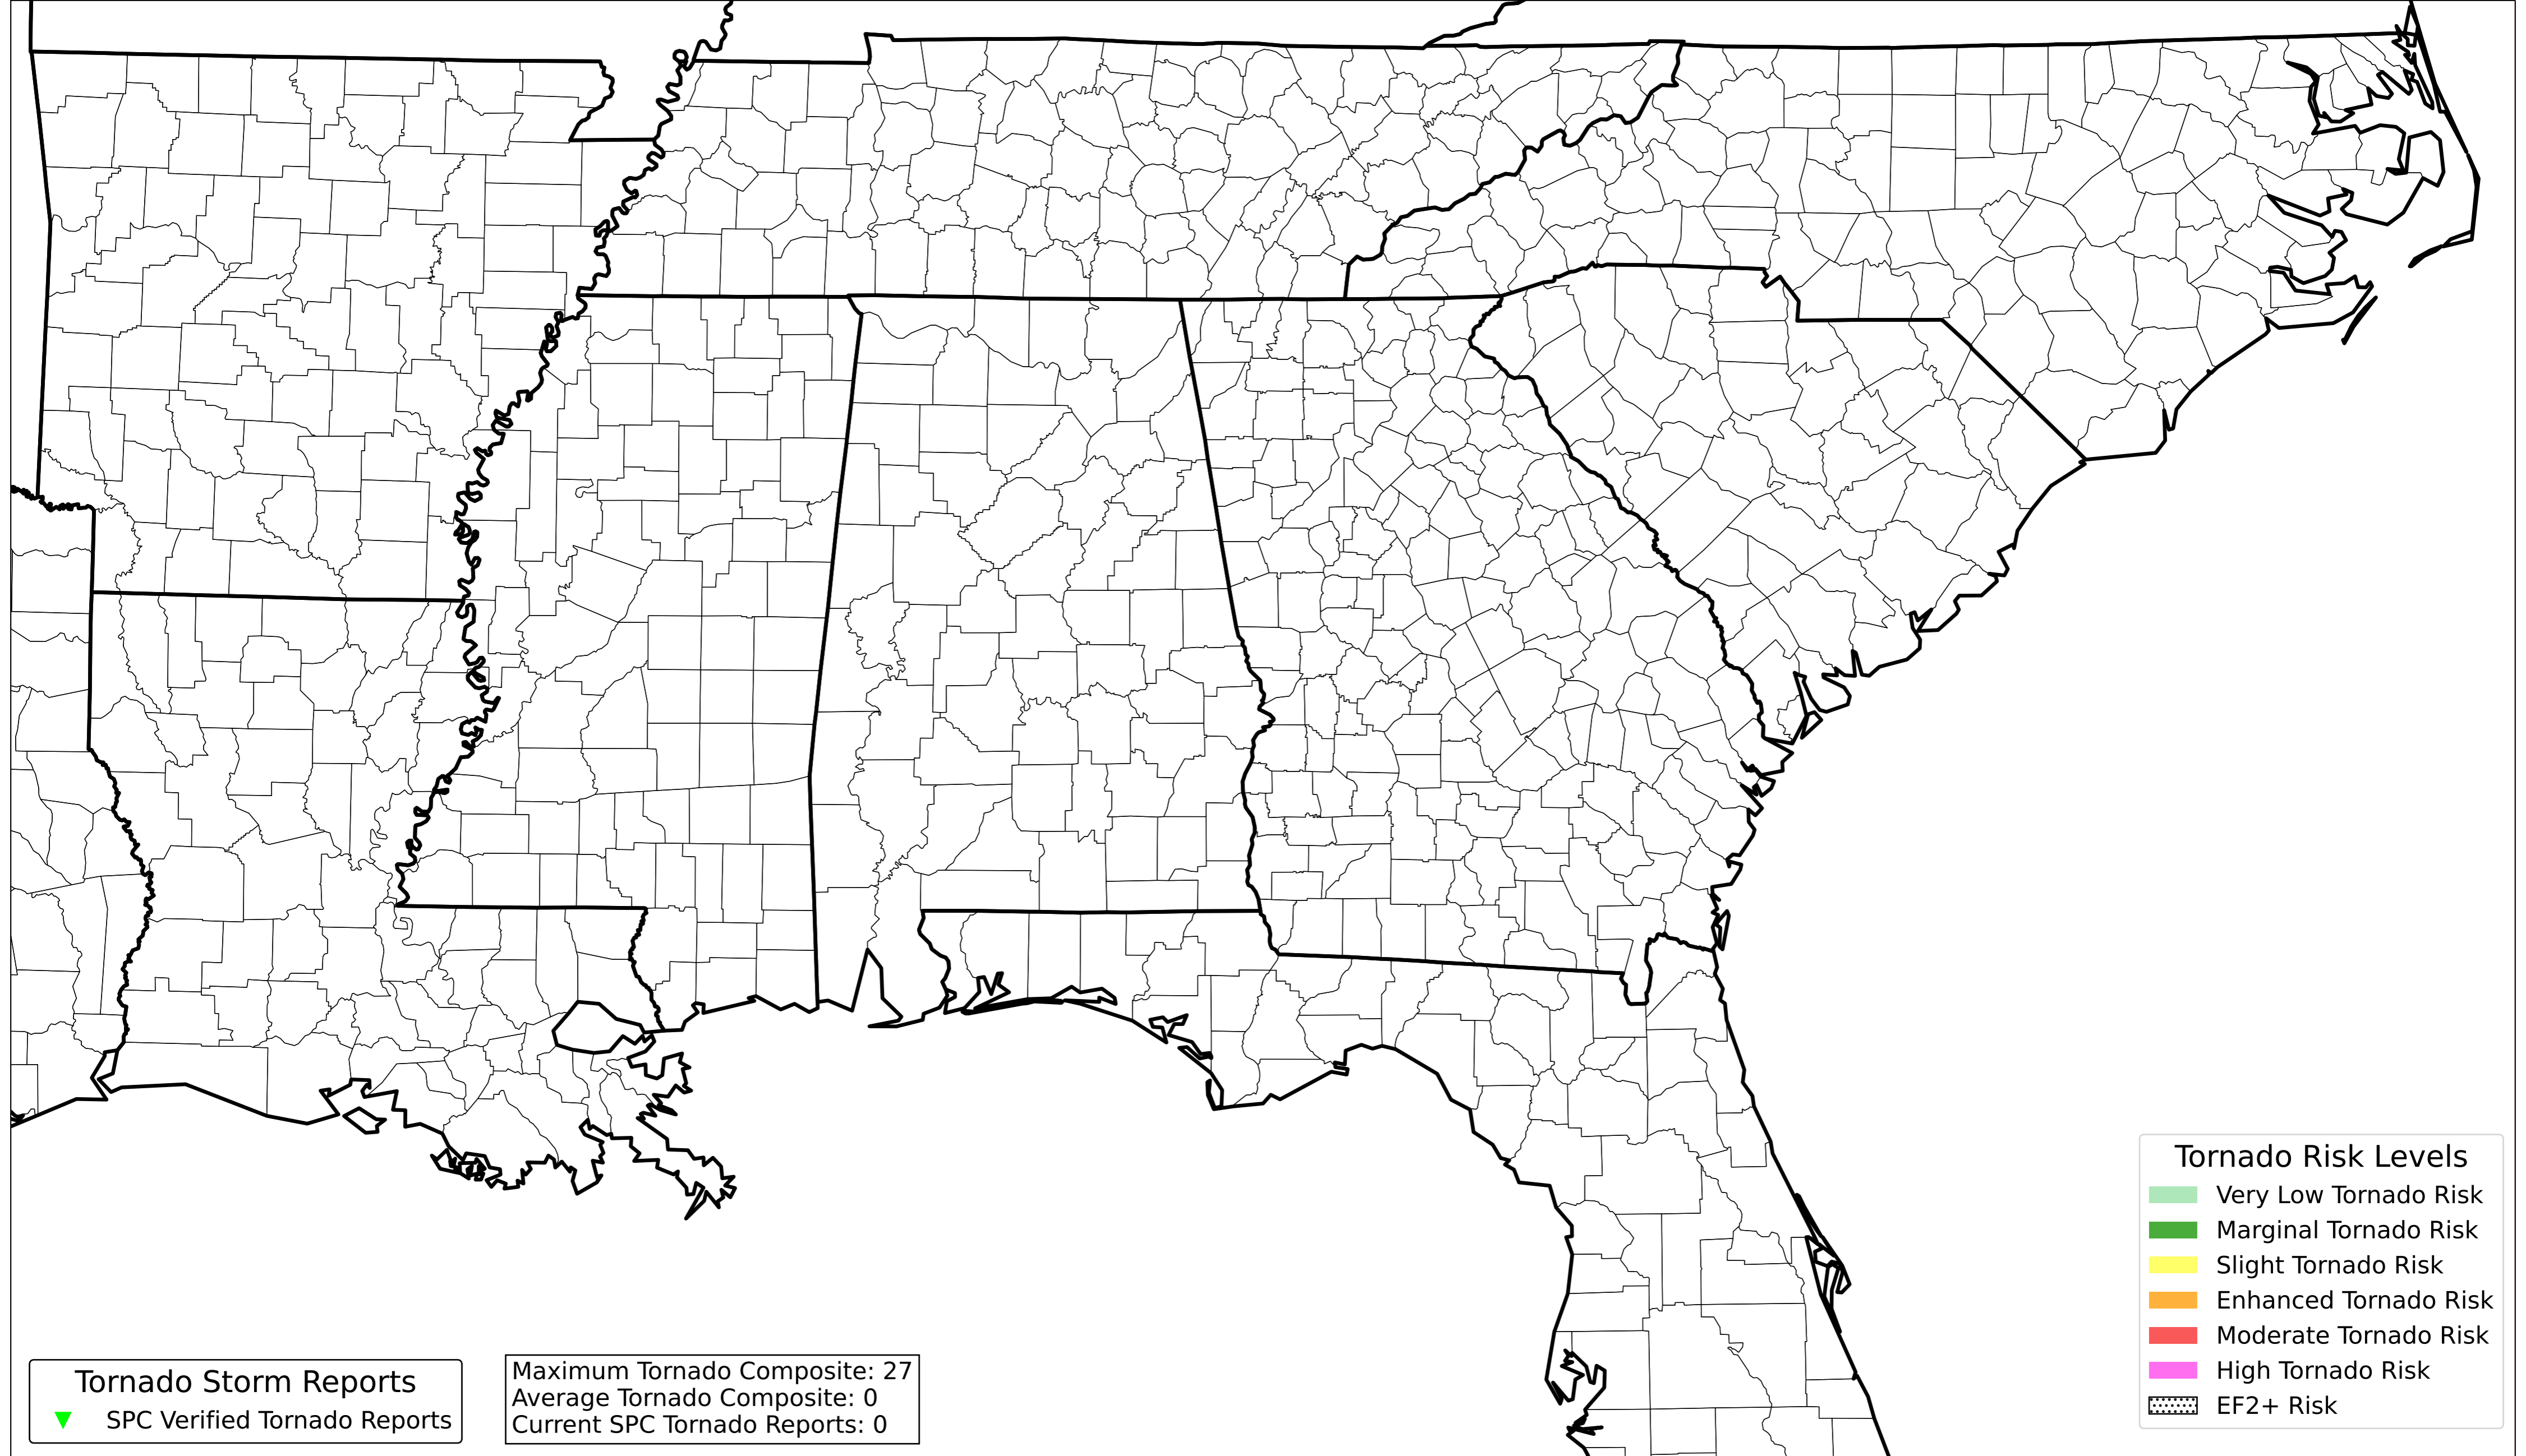 Tornado Risk Levels
Very Low Tornado Risk
Marginal Tornado Risk
Slight Tornado Risk
Enhanced Tornado Risk
Moderate Tornado Risk
High Tornado Risk
EF2+ Risk
Tornado Storm Reports
SPC Verified Tornado Reports
Maximum Tornado Composite: 27
Average Tornado Composite: 0
Current SPC Tornado Reports: 0